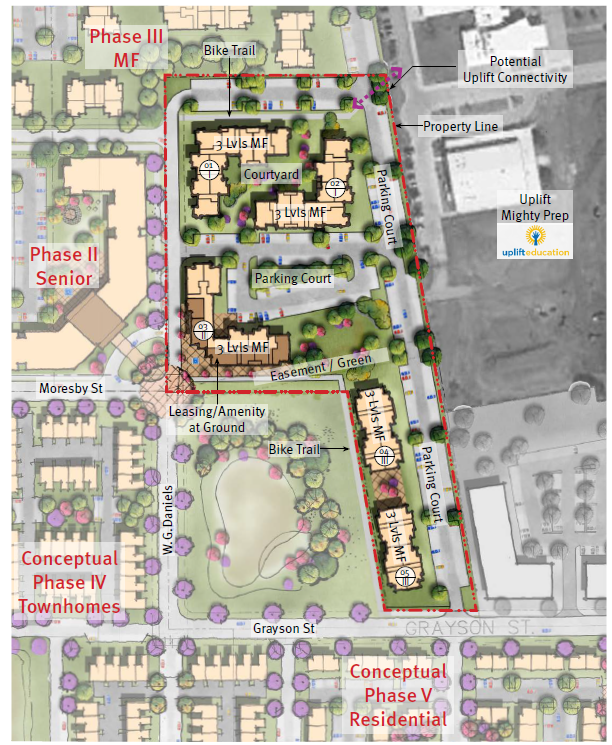 Phase III
MF
Bike Trail
Potential
Uplift Connectivity
Property Line
3 Lvls MF
01
Courtyard
02
3 Lvls MF
Parking Court
Uplift
Mighty Prep
uplifteducation
Phase II
Senior
Parking Court
03
3 Lvls MF
Easement / Green
Moresby St
Leasing/Amenity
at Ground
3 Lvls MF
Bike Trail
04
Parking Court
W.G.Daniels
3 Lvls MF
05
Conceptual
Phase IV
Townhomes
Grayson St
GRAYSON ST.
Conceptual
Phase V
Residential